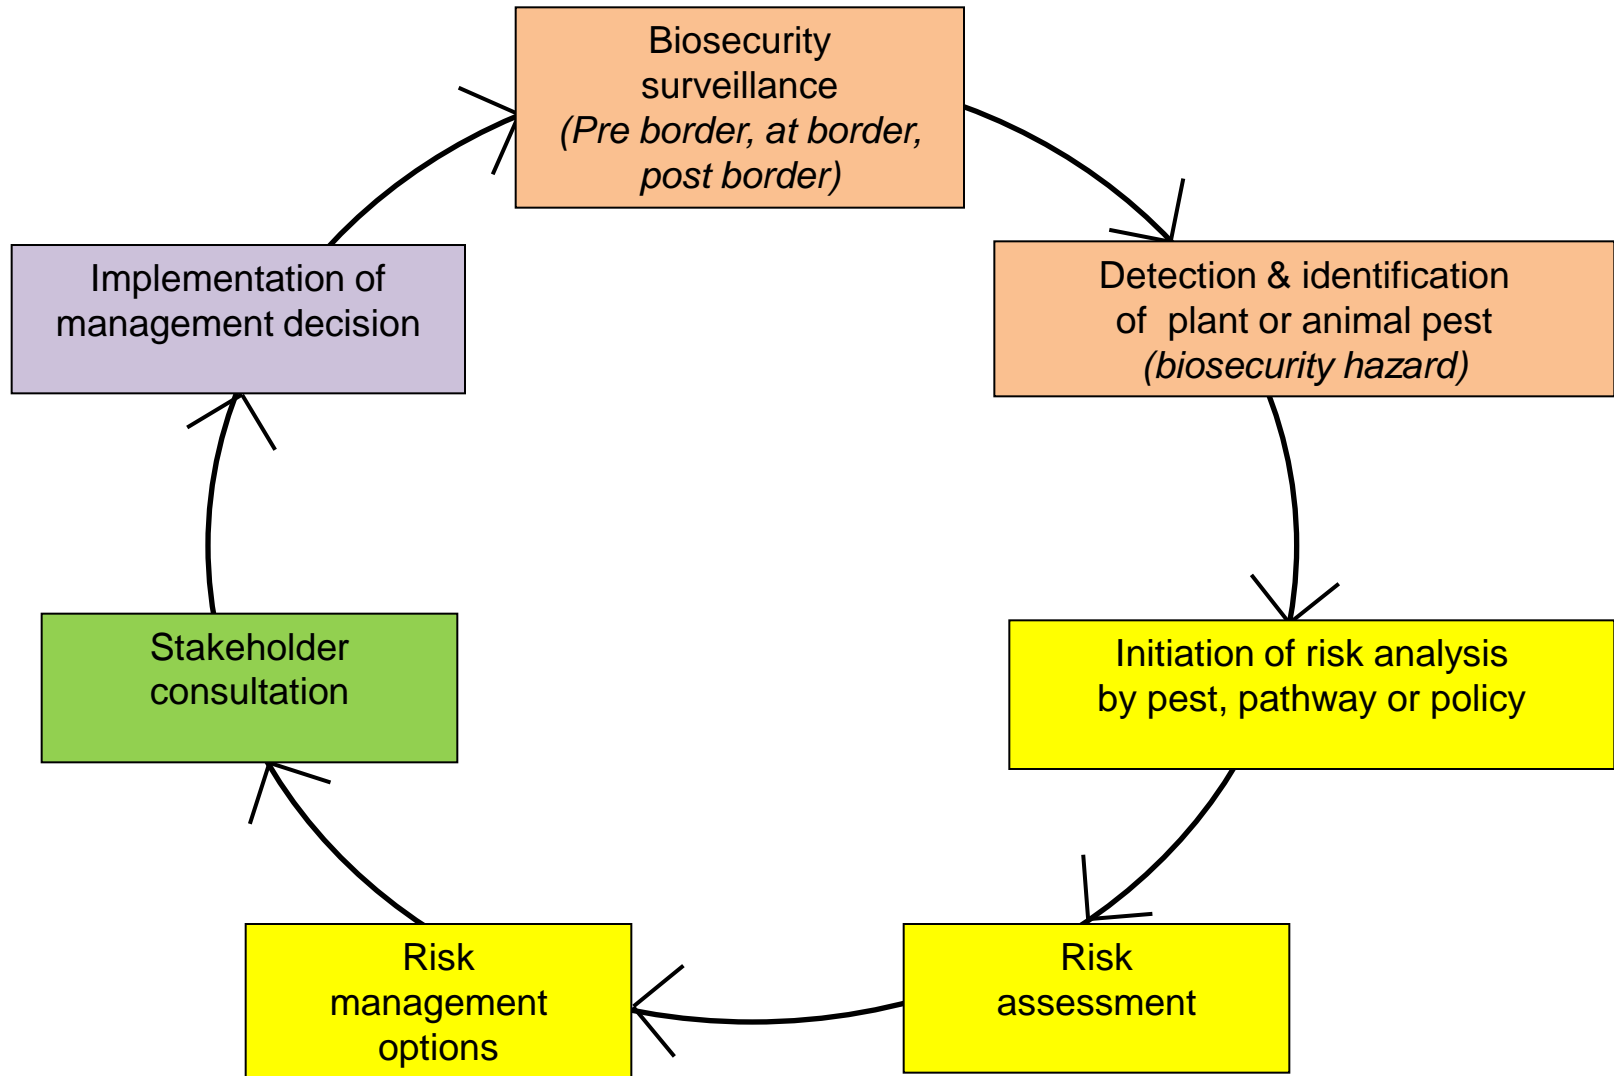 Biosecurity
surveillance
(Pre border, at border,
post border)
Detection & identification
of plant or animal pest
(biosecurity hazard)
Initiation of risk analysis
by pest, pathway or policy
Risk
assessment
Risk
management
options
Stakeholder
consultation
Implementation of
management decision